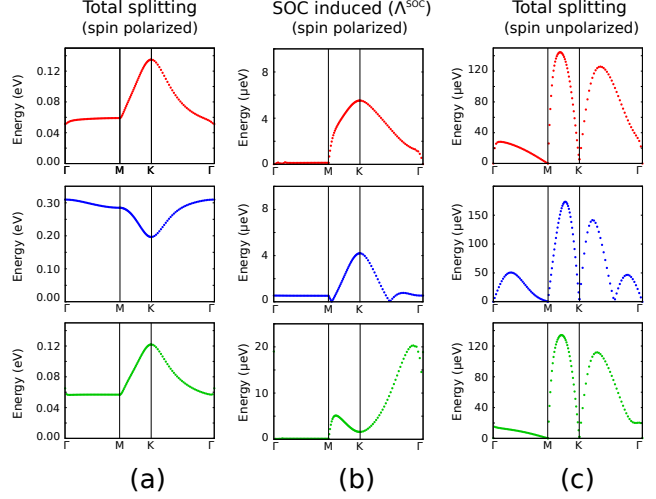 Total splitting
(spin polarized)
SOC induced (Λ^SOC)
(spin polarized)
Total splitting
(spin unpolarized)
Energy (eV)
0.12
0.08
0.04
0.00
Γ M K Γ
Energy (µeV)
8
4
0
Γ M K Γ
Energy (µeV)
120
80
40
0
Γ M K Γ
Energy (eV)
0.30
0.20
0.10
0.00
Γ M K Γ
Energy (µeV)
8
4
0
Γ M K Γ
Energy (µeV)
150
100
50
0
Γ M K Γ
Energy (eV)
0.12
0.08
0.04
0.00
Γ M K Γ
Energy (µeV)
20
10
0
Γ M K Γ
Energy (µeV)
120
80
40
0
Γ M K Γ
(a)
(b)
(c)